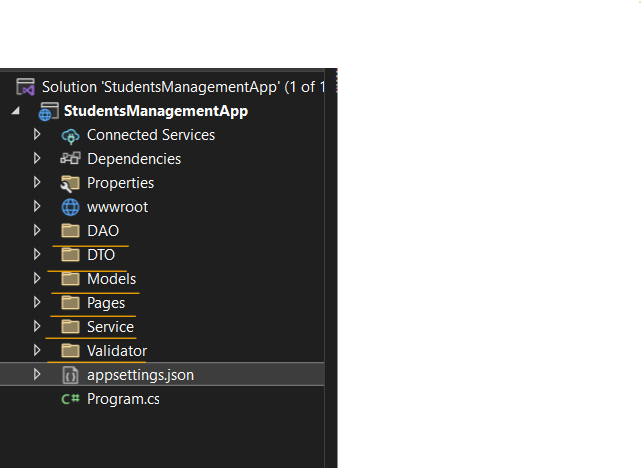 Solution 'StudentsManagementApp' (1 of 1
StudentsManagementApp
Connected Services
Dependencies
Properties
wwwroot
DAO
DTO
Models
Pages
Service
Validator
appsettings.json
C# Program.cs